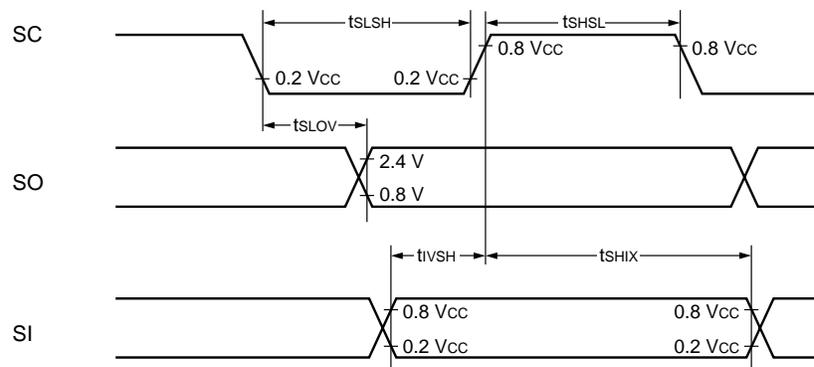 tSLSH
tSHSL
SC
0.8 VCC
0.8 VCC
0.2 VCC
0.2 VCC
tSLOV
2.4 V
SO
0.8 V
tIVSH
tSHIX
0.8 VCC
0.8 VCC
SI
0.2 VCC
0.2 VCC